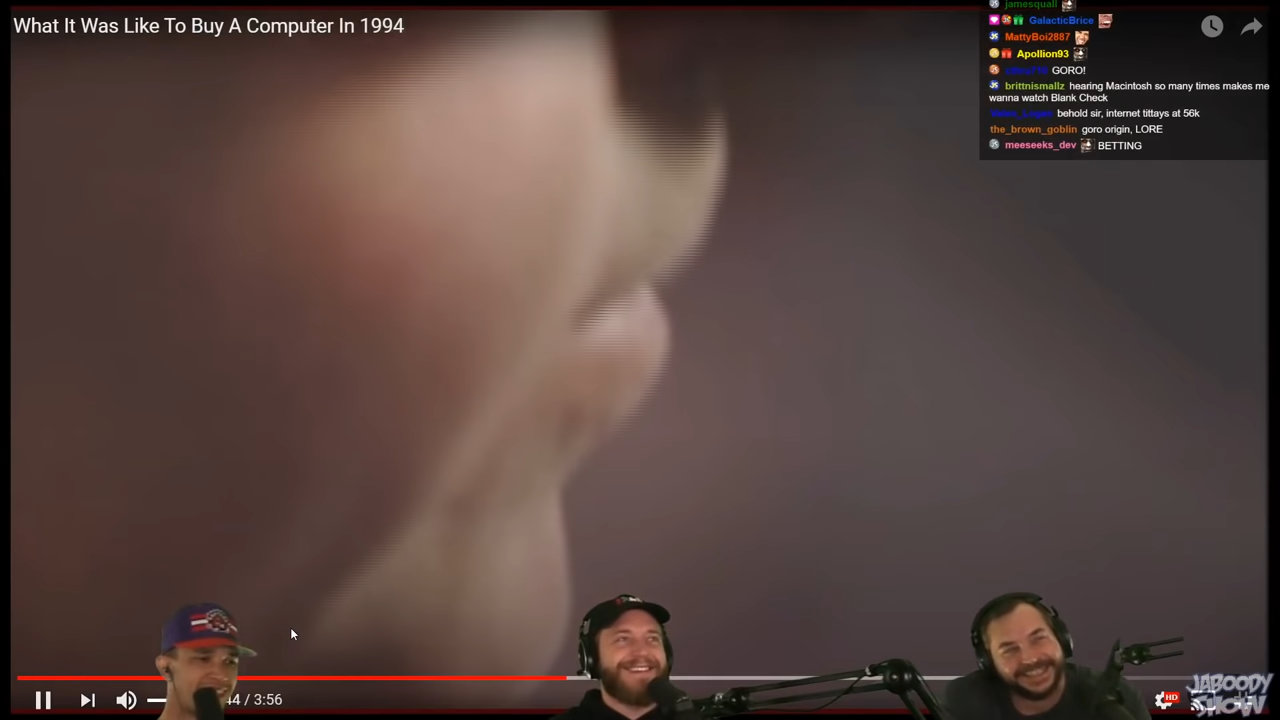 What It Was Like To Buy A Computer In 1994
jamesquall
GalacticBrice
MattyBoi2887
Apollion93
GORO!
brittnismallz hearing Macintosh so many times makes me
wanna watch Blank Check
behold sir, internet tittays at 56k
the_brown_goblin goro origin, LORE
meeseeks_dev BETTING
44 / 3:56
HD
JABOODY
SHOW